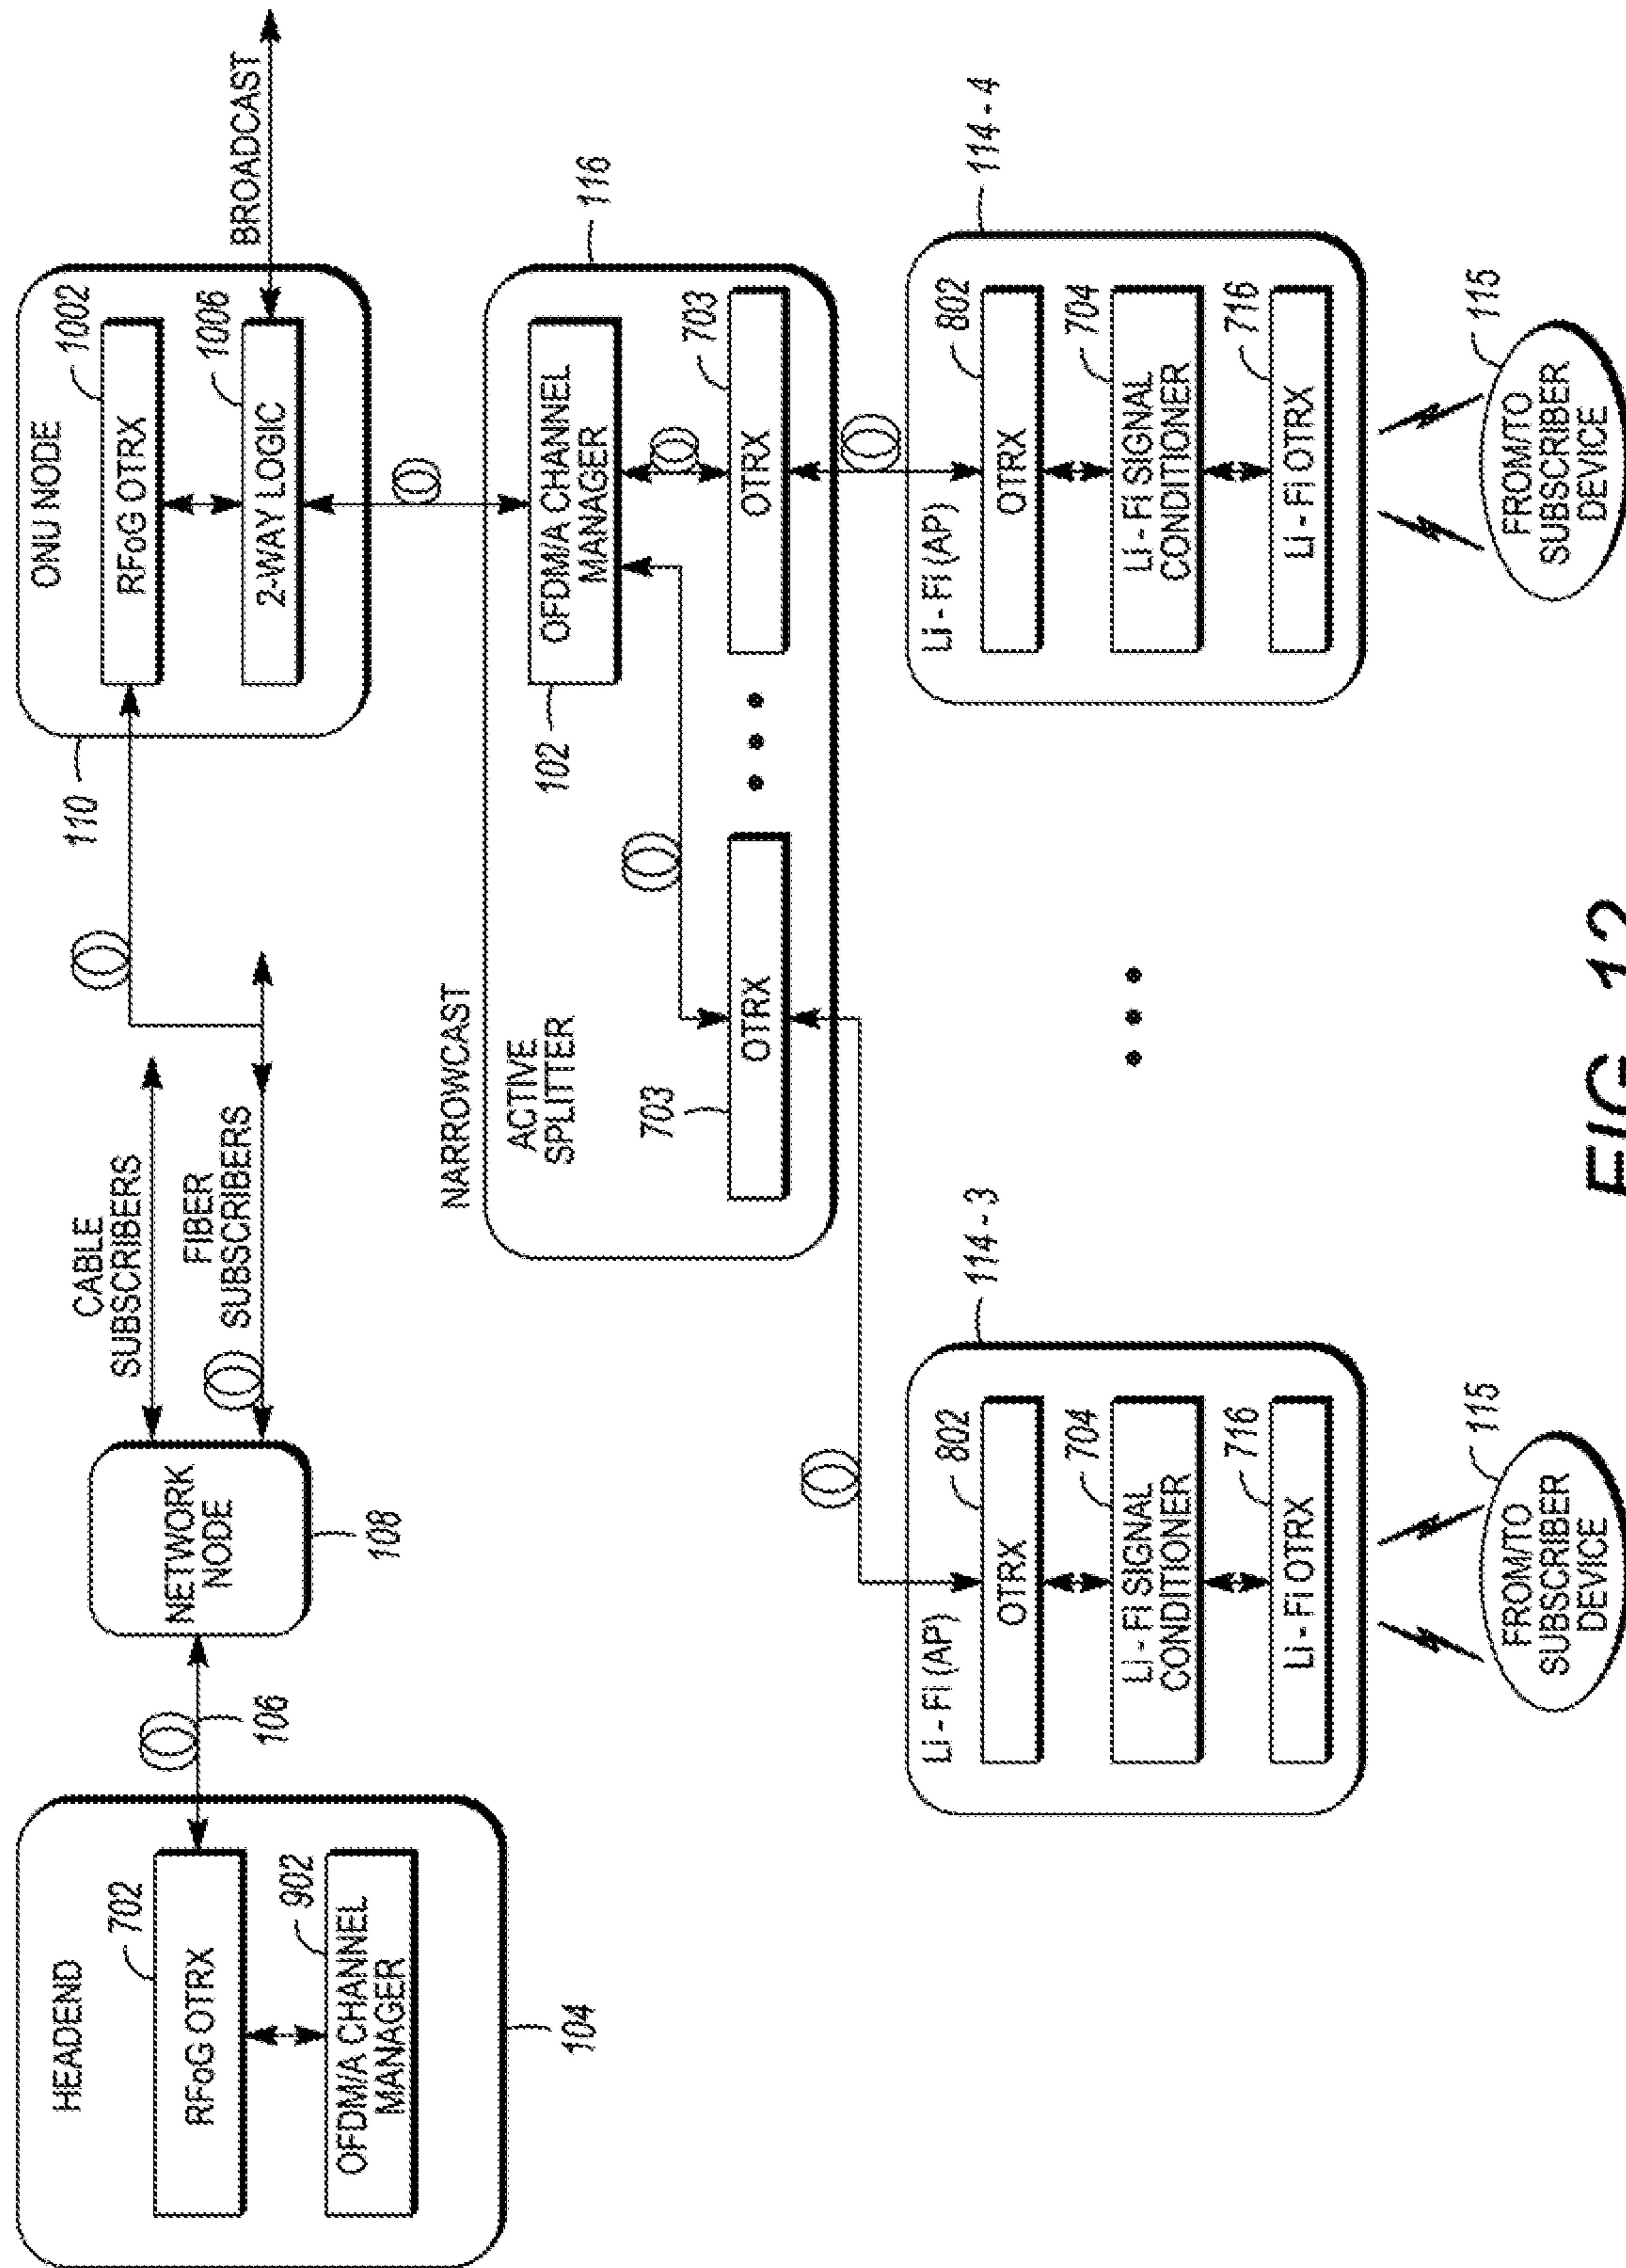 HEADEND
702
RFoG OTRX
902
OFDM/A CHANNEL
MANAGER
104
106
NETWORK
NODE
108
CABLE
SUBSCRIBERS
FIBER
SUBSCRIBERS
110
ONU NODE
1002
RFoG OTRX
1006
2-WAY LOGIC
BROADCAST
NARROWCAST
116
ACTIVE
SPLITTER
OFDM/A CHANNEL
MANAGER
102
703
OTRX
703
OTRX
114 - 3
Li - Fi (AP)
802
OTRX
704
Li - Fi SIGNAL
CONDITIONER
716
Li - Fi OTRX
115
FROM/TO
SUBSCRIBER
DEVICE
114 - 4
Li - Fi (AP)
802
OTRX
704
Li - Fi SIGNAL
CONDITIONER
716
Li - Fi OTRX
115
FROM/TO
SUBSCRIBER
DEVICE
FIG. 12